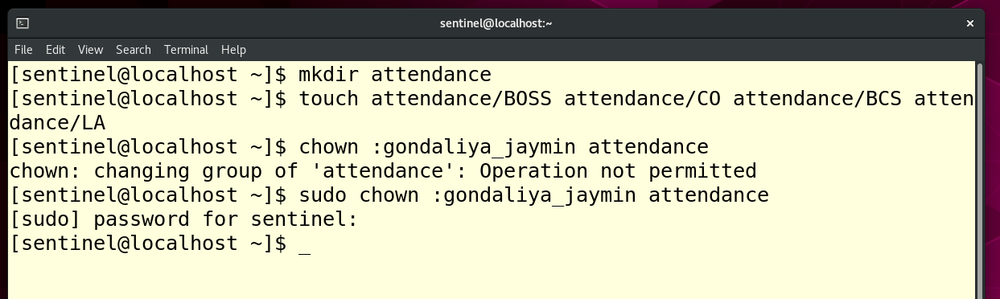 sentinel@localhost:~
File Edit View Search Terminal Help
[sentinel@localhost ~]$ mkdir attendance
[sentinel@localhost ~]$ touch attendance/BOSS attendance/CO attendance/BCS atten
dance/LA
[sentinel@localhost ~]$ chown :gondaliya_jaymin attendance
chown: changing group of 'attendance': Operation not permitted
[sentinel@localhost ~]$ sudo chown :gondaliya_jaymin attendance
[sudo] password for sentinel:
[sentinel@localhost ~]$ _